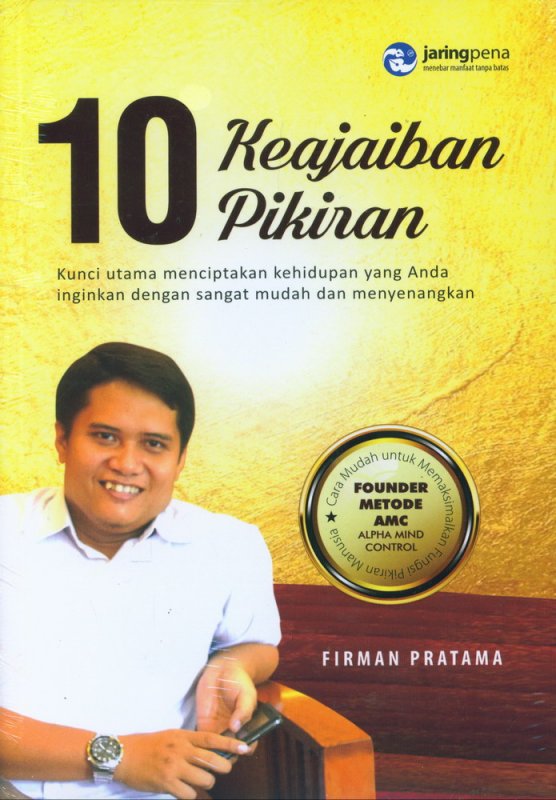 jaringpena
menebar manfaat tanpa batas
10 Keajaiban
Pikiran
Kunci utama menciptakan kehidupan yang Anda
inginkan dengan sangat mudah dan menyenangkan
Cara Mudah untuk Memaksimalkan Fungsi Pikiran Manusia
FOUNDER
METODE
AMC
ALPHA MIND
CONTROL
FIRMAN PRATAMA